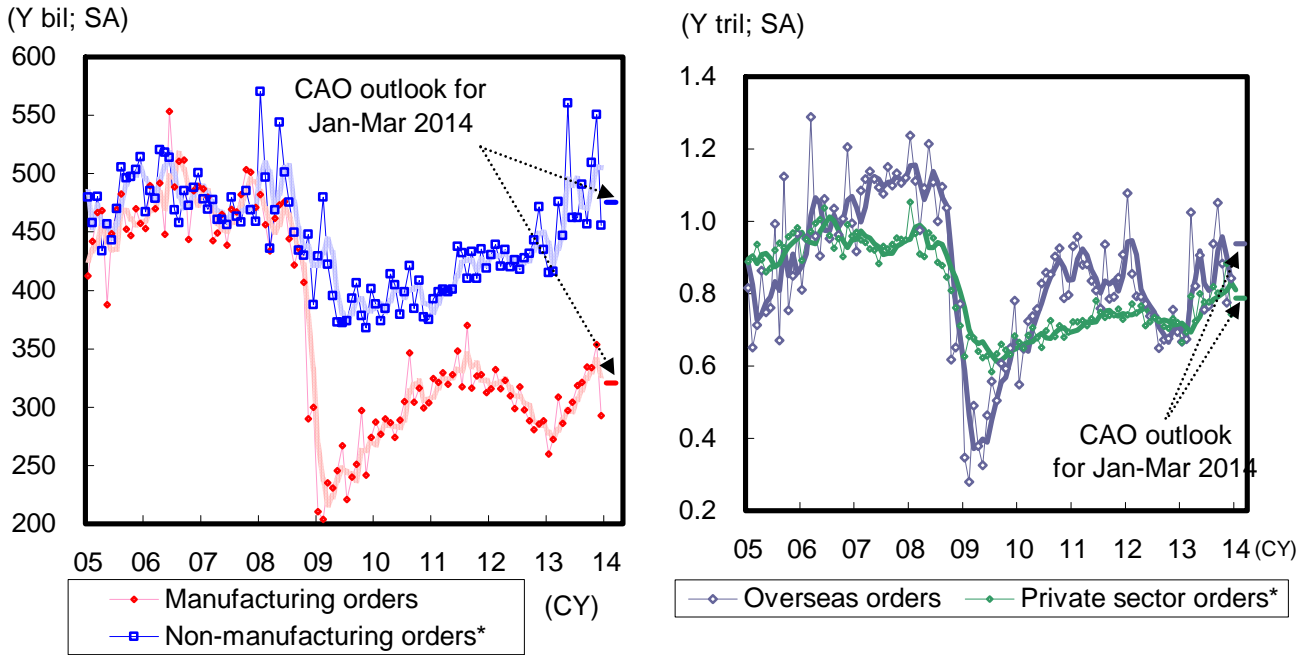 (Y bil; SA)
600
550
500
450
400
350
300
250
200
CAO outlook for
Jan-Mar 2014
05 06 07 08 09 10 11 12 13 14
(CY)
Manufacturing orders
Non-manufacturing orders*
(Y tril; SA)
1.4
1.2
1.0
0.8
0.6
0.4
0.2
CAO outlook
for Jan-Mar 2014
05 06 07 08 09 10 11 12 13 14 (CY)
Overseas orders Private sector orders*